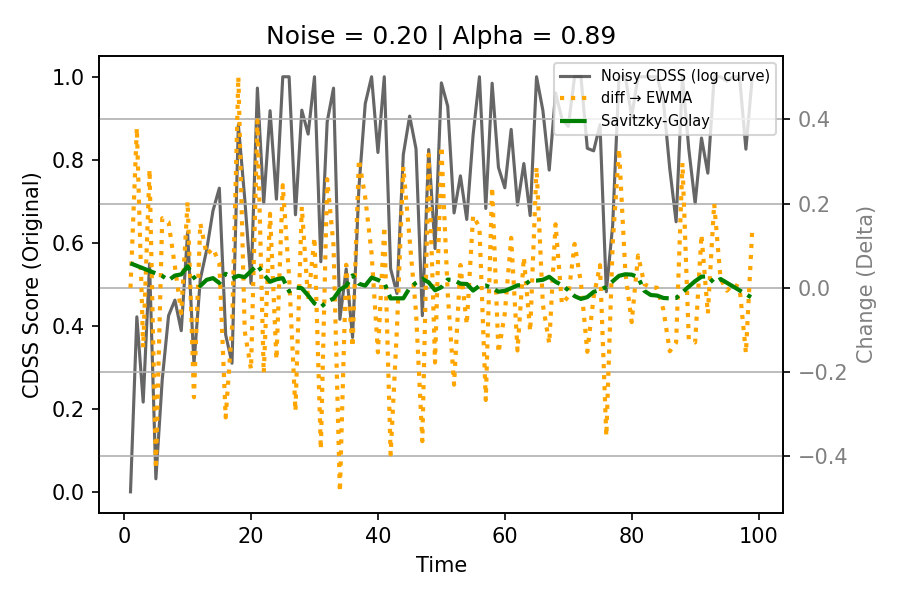 Noise = 0.20 | Alpha = 0.89
Noisy CDSS (log curve)
diff → EWMA
Savitzky-Golay
CDSS Score (Original)
1.0
0.8
0.6
0.4
0.2
0.0
0.4
0.2
0.0
−0.2
−0.4
Change (Delta)
0 20 40 60 80 100
Time